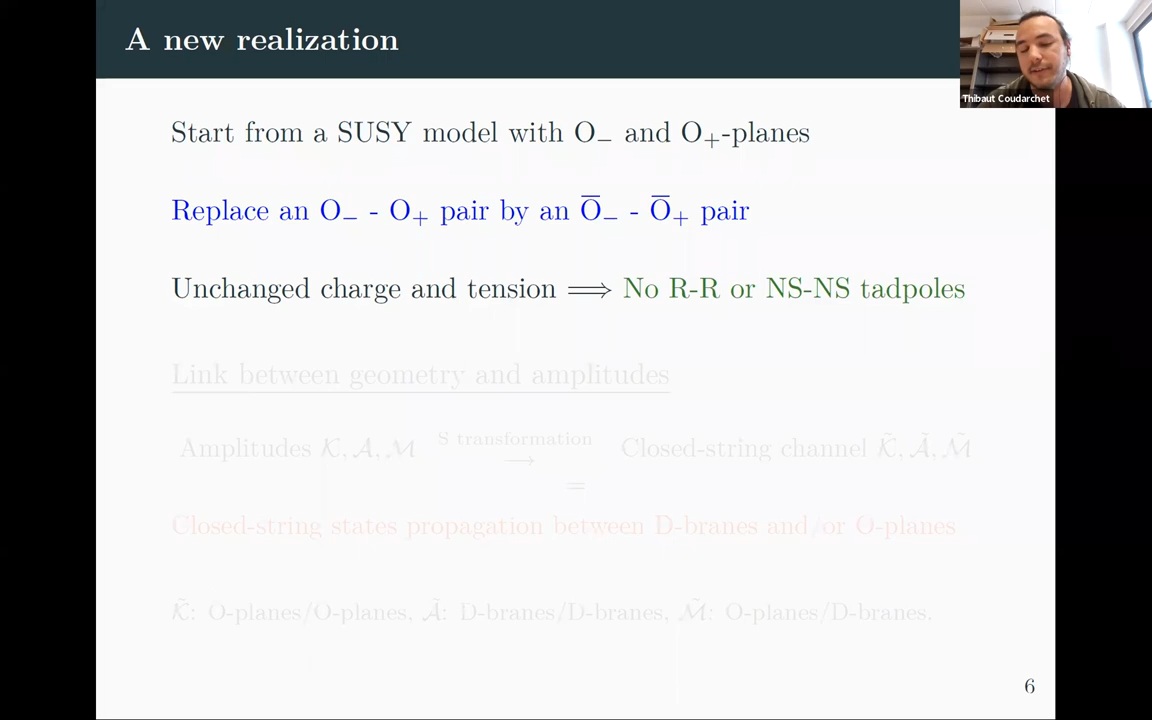 A new realization
Thibaut Coudarchet
Start from a SUSY model with O₋ and O₊-planes
Replace an O₋ - O₊ pair by an O̅₋ - O̅₊ pair
Unchanged charge and tension ⟹ No R-R or NS-NS tadpoles
Link between geometry and amplitudes
Amplitudes 𝒦, 𝒜, ℳ S transformation → Closed-string channel 𝒦̃, 𝒜̃, ℳ̃
=
Closed-string states propagation between D-branes and/or O-planes
𝒦̃: O-planes/O-planes, 𝒜̃: D-branes/D-branes, ℳ̃: O-planes/D-branes.
6